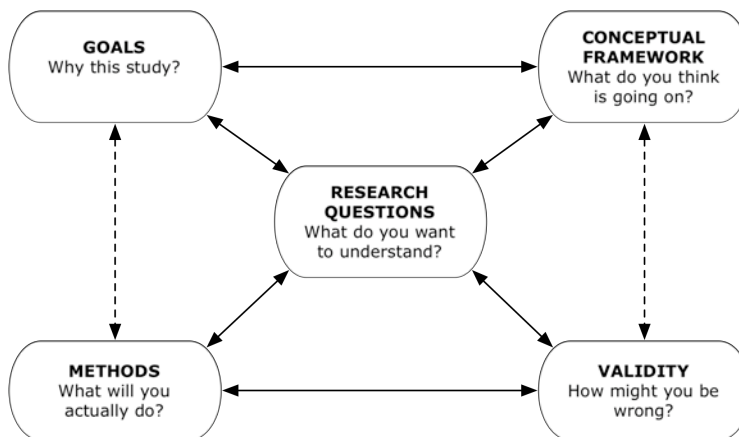 GOALS
Why this study?
CONCEPTUAL
FRAMEWORK
What do you think
is going on?
RESEARCH
QUESTIONS
What do you want
to understand?
METHODS
What will you
actually do?
VALIDITY
How might you be
wrong?